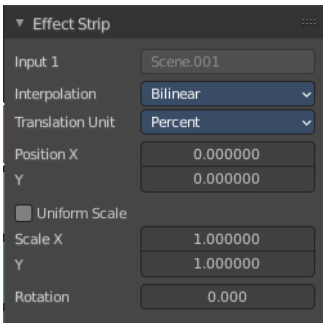 Effect Strip
Input 1 Scene.001
Interpolation Bilinear
Translation Unit Percent
Position X 0.000000
Y 0.000000
Uniform Scale
Scale X 1.000000
Y 1.000000
Rotation 0.000